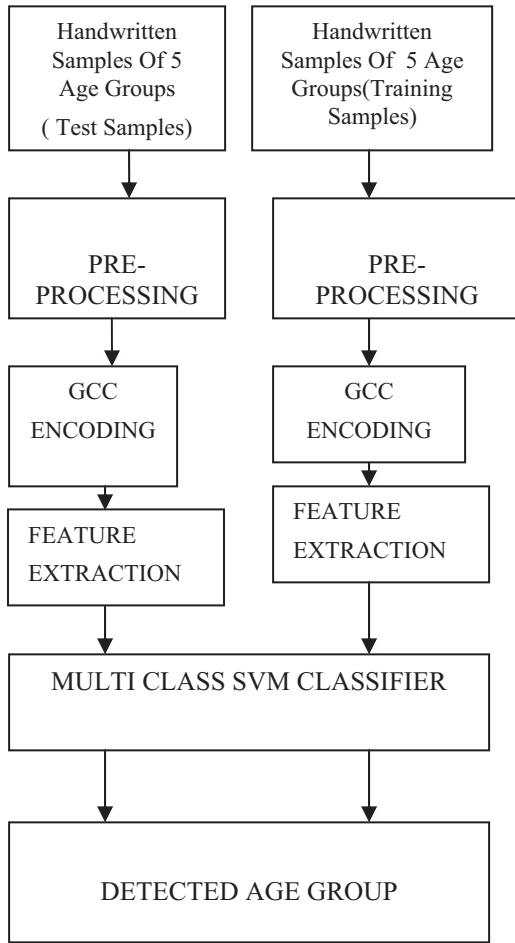 Handwritten
Samples Of 5
Age Groups
( Test Samples)
Handwritten
Samples Of 5 Age
Groups(Training
Samples)
PRE-
PROCESSING
PRE-
PROCESSING
GCC
ENCODING
GCC
ENCODING
FEATURE
EXTRACTION
FEATURE
EXTRACTION
MULTI CLASS SVM CLASSIFIER
DETECTED AGE GROUP